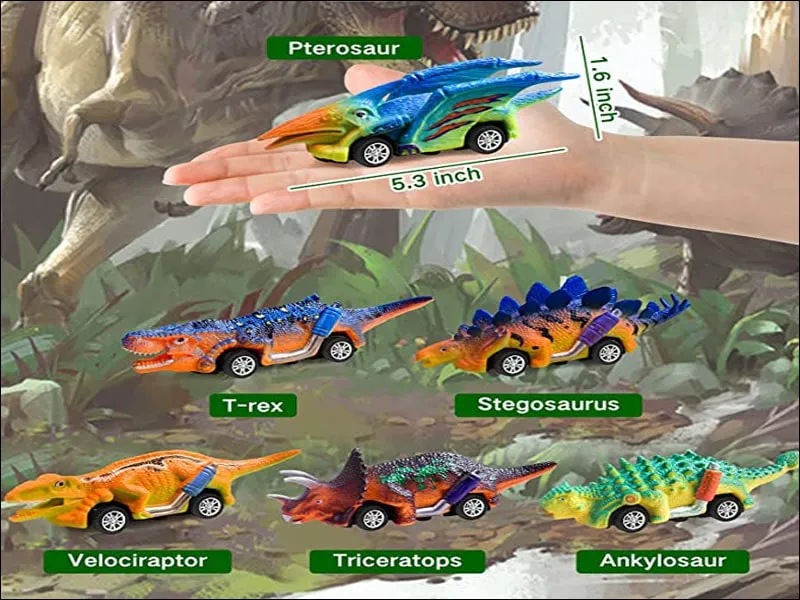 Pterosaur
1.6 inch
5.3 inch
T-rex
Stegosaurus
Velociraptor
Triceratops
Ankylosaur